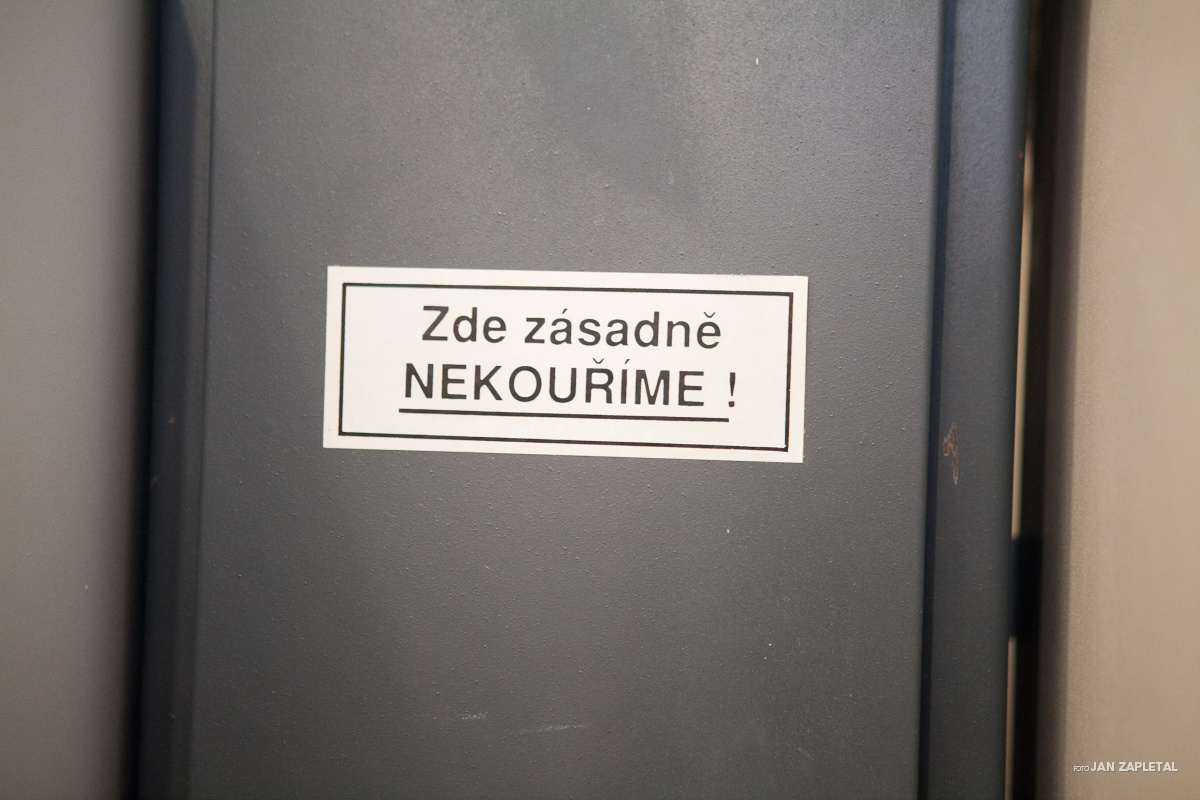 Zde zásadně
NEKOUŘÍME !
FOTO JAN ZAPLETAL